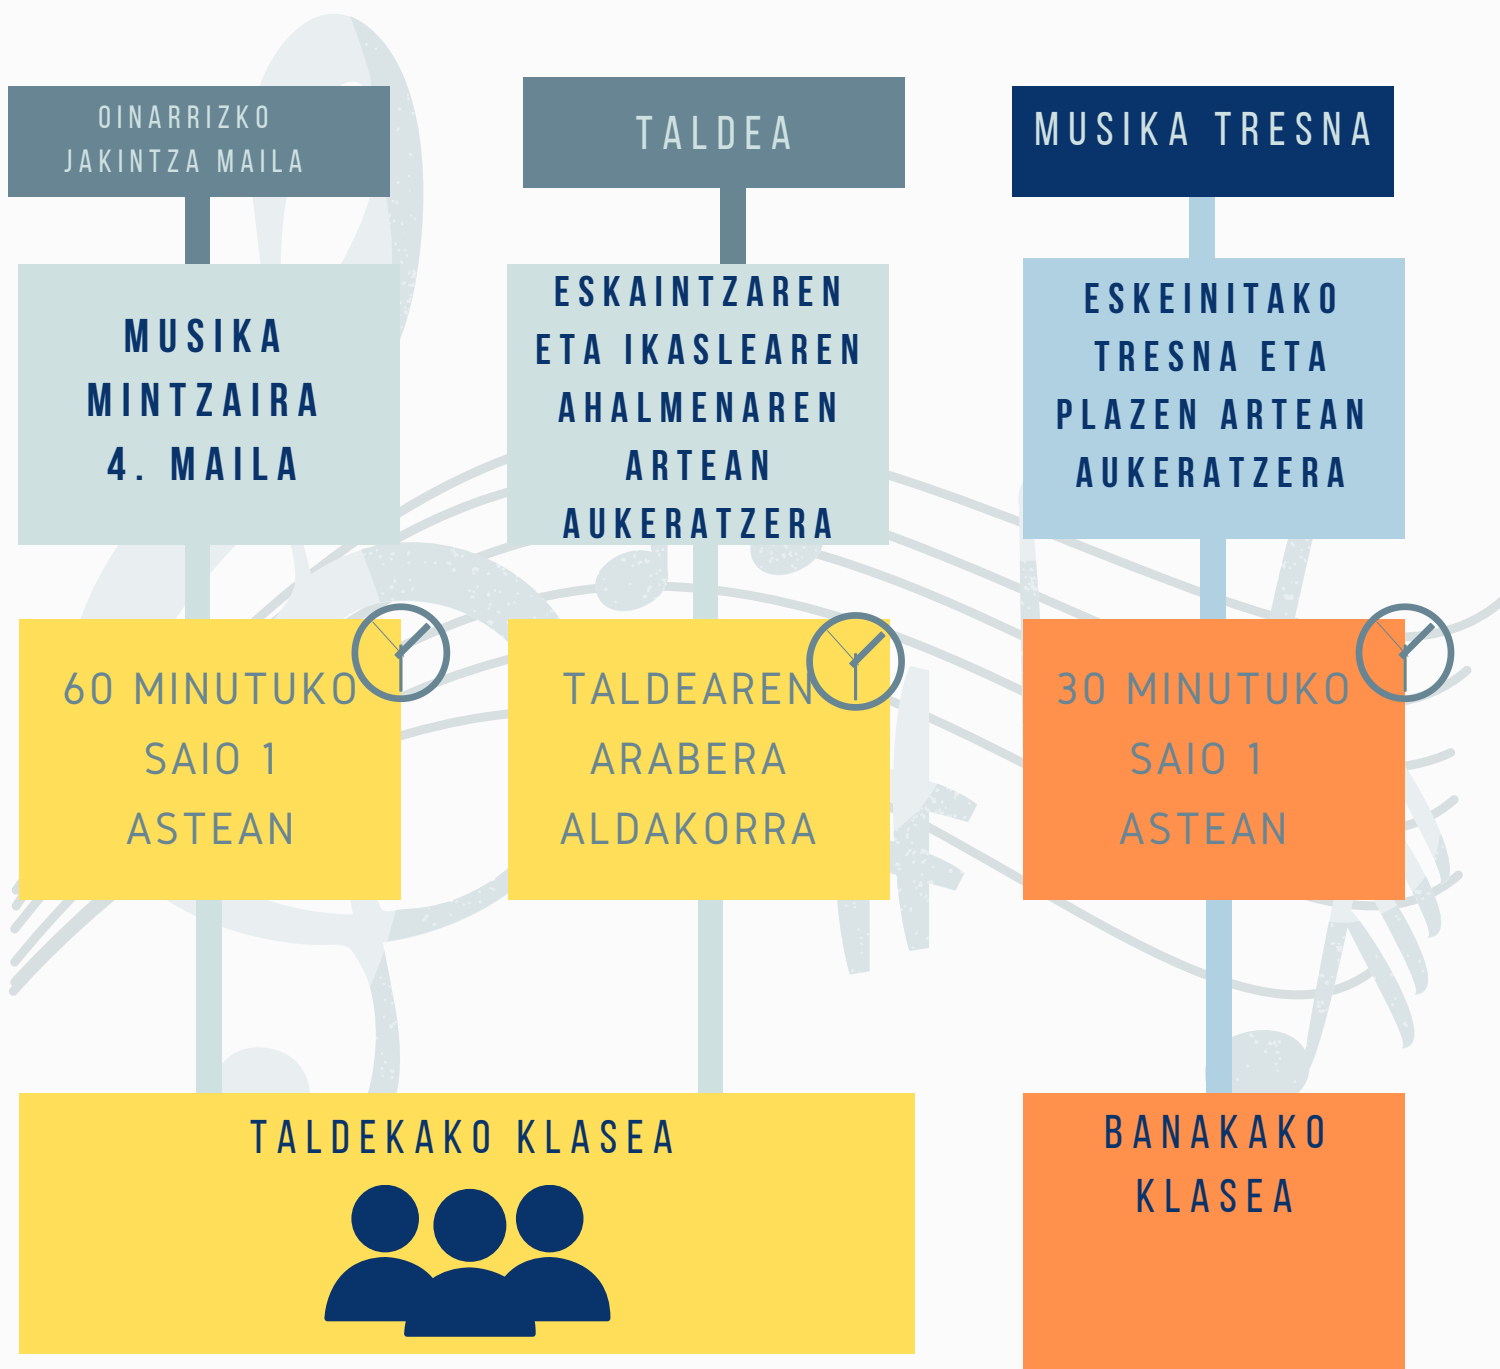 OINARRIZKO
JAKINTZA MAILA
MUSIKA
MINTZAIRA
4. MAILA
60 MINUTUKO
SAIO 1
ASTEAN
TALDEA
ESKAINTZAREN
ETA IKASLEAREN
AHALMENAREN
ARTEAN
AUKERATZERA
TALDEAREN
ARABERA
ALDAKORRA
TALDEKAKO KLASEA
MUSIKA TRESNA
ESKEINITAKO
TRESNA ETA
PLAZEN ARTEAN
AUKERATZERA
30 MINUTUKO
SAIO 1
ASTEAN
BANAKAKO
KLASEA